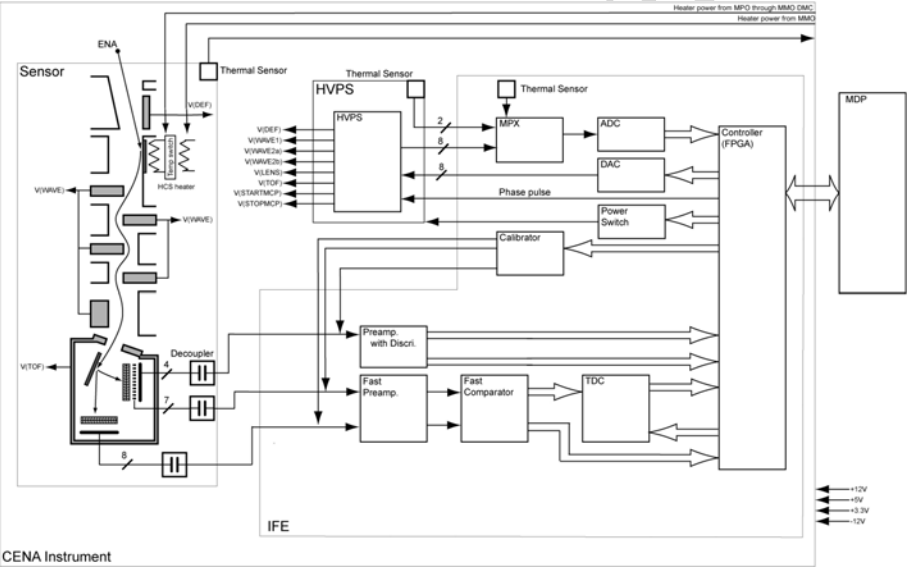 Heater power from MPO through MMO DMC
Heater power from MMO
ENA
Sensor
Thermal Sensor
V(DEF)
Temp switch
HCS heater
V(WAVE)
V(WAVE)
V(TOF)
Decoupler
4
7
8
Thermal Sensor
HVPS
HVPS
V(DEF)
V(WAVE1)
V(WAVE2a)
V(WAVE2b)
V(LENS)
V(TOF)
V(STARTMCP)
V(STOPMCP)
2
8
8
Thermal Sensor
MPX
ADC
DAC
Phase pulse
Power
Switch
Calibrator
Controller
(FPGA)
MDP
Preamp.
with Discri.
Fast
Preamp.
Fast
Comparator
TDC
IFE
+12V
+5V
+3.3V
-12V
CENA Instrument